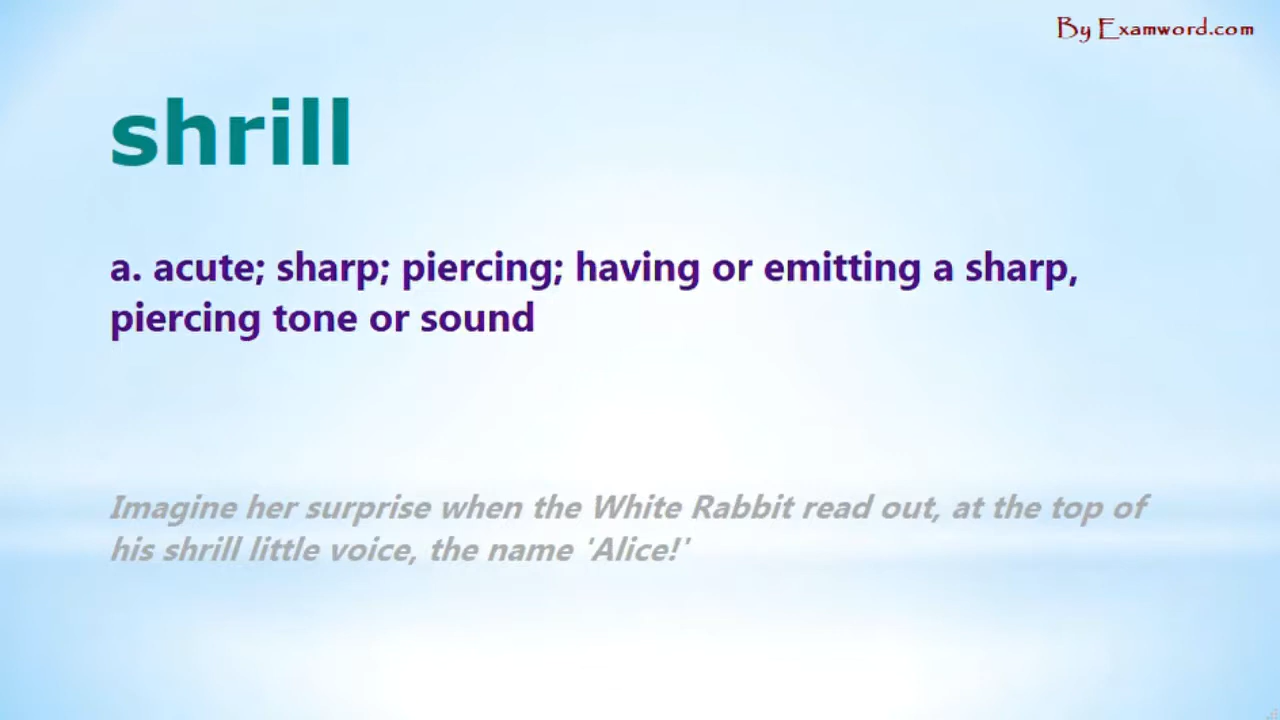 By Examword.com
shrill
a. acute; sharp; piercing; having or emitting a sharp,
piercing tone or sound
Imagine her surprise when the White Rabbit read out, at the top of
his shrill little voice, the name 'Alice!'